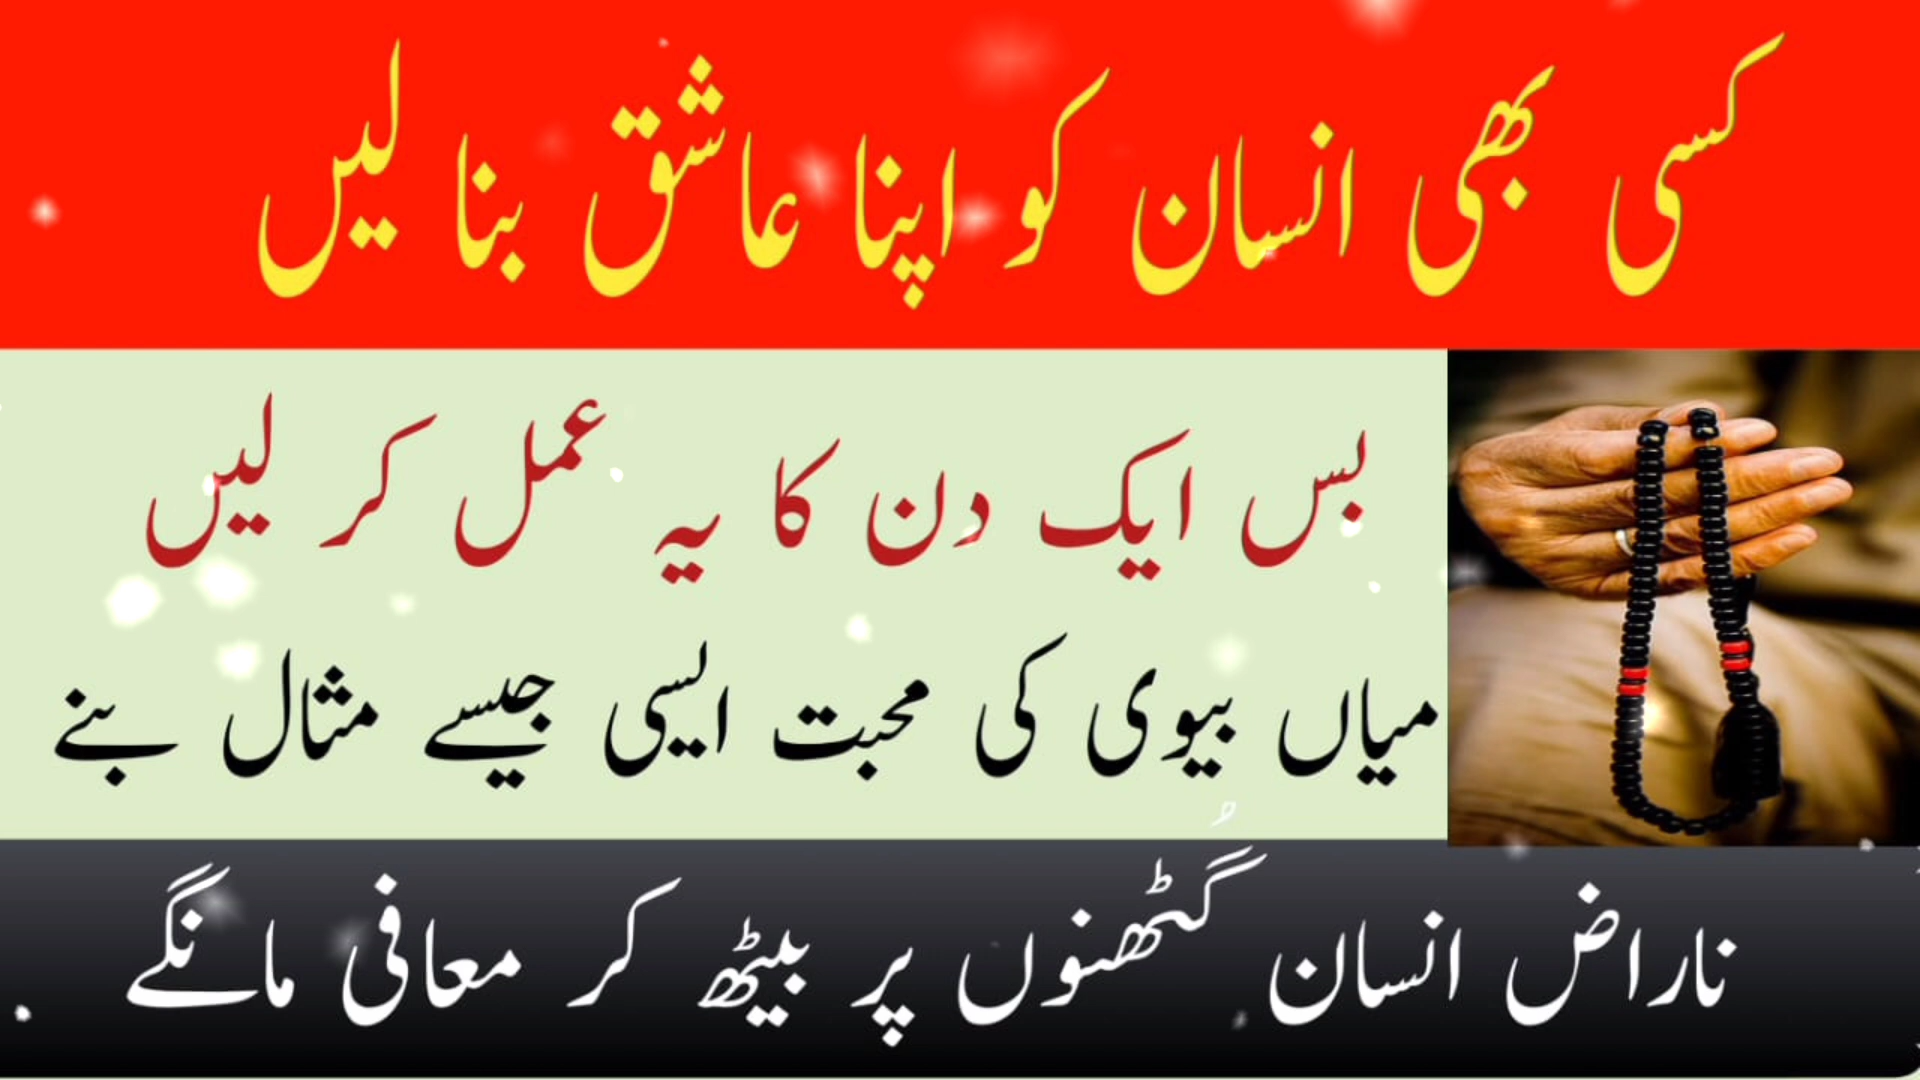 کسی بھی انسان کو اپنا عاشق بنا لیں
بس ایک دن کا یہ عمل کر لیں
میاں بیوی کی محبت ایسی جیسے مثال بنے
ناراض انسان گُٹھنوں پر بیٹھ کر معافی مانگے